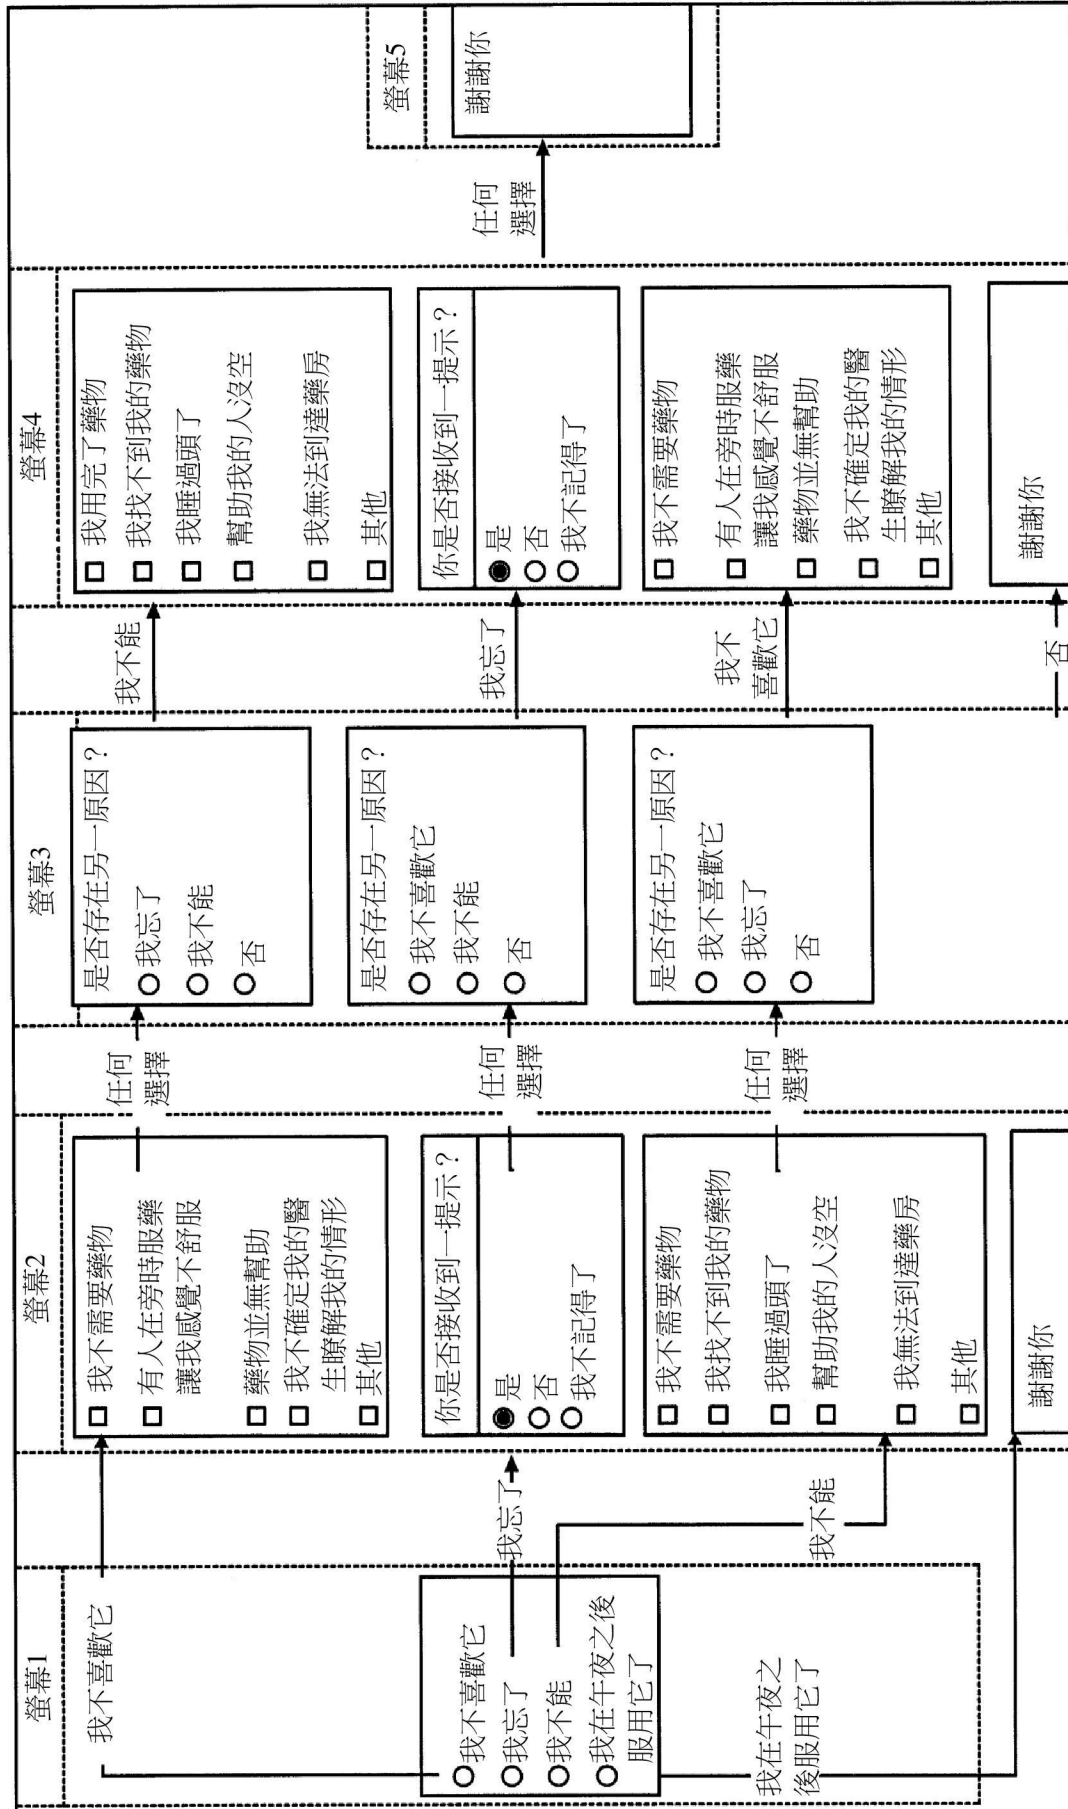 螢幕1
我不喜歡它
我不喜歡它
我忘了
我不能
我在午夜之後
服用它了
我在午夜之
後服用它了
我忘了
我不能
螢幕2
我不需要藥物
有人在旁時服藥
讓我感覺不舒服
藥物並無幫助
我不確定我的醫
生瞭解我的情形
其他
你是否接收到一提示？
是
否
我不記得了
我不需要藥物
我找不到我的藥物
我睡過頭了
幫助我的人沒空
我無法到達藥房
其他
謝謝你
任何
選擇
任何
選擇
任何
選擇
螢幕3
是否存在另一原因？
我忘了
我不能
否
是否存在另一原因？
我不喜歡它
我不能
否
是否存在另一原因？
我不喜歡它
我忘了
否
我不能
我忘了
我不
喜歡它
否
螢幕4
我用完了藥物
我找不到我的藥物
我睡過頭了
幫助我的人沒空
我無法到達藥房
其他
你是否接收到一提示？
是
否
我不記得了
我不需要藥物
有人在旁時服藥
讓我感覺不舒服
藥物並無幫助
我不確定我的醫
生瞭解我的情形
其他
謝謝你
任何
選擇
螢幕5
謝謝你